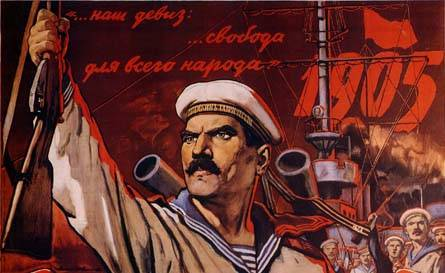 "...наш девиз:
...свобода
для всего народа"
1905